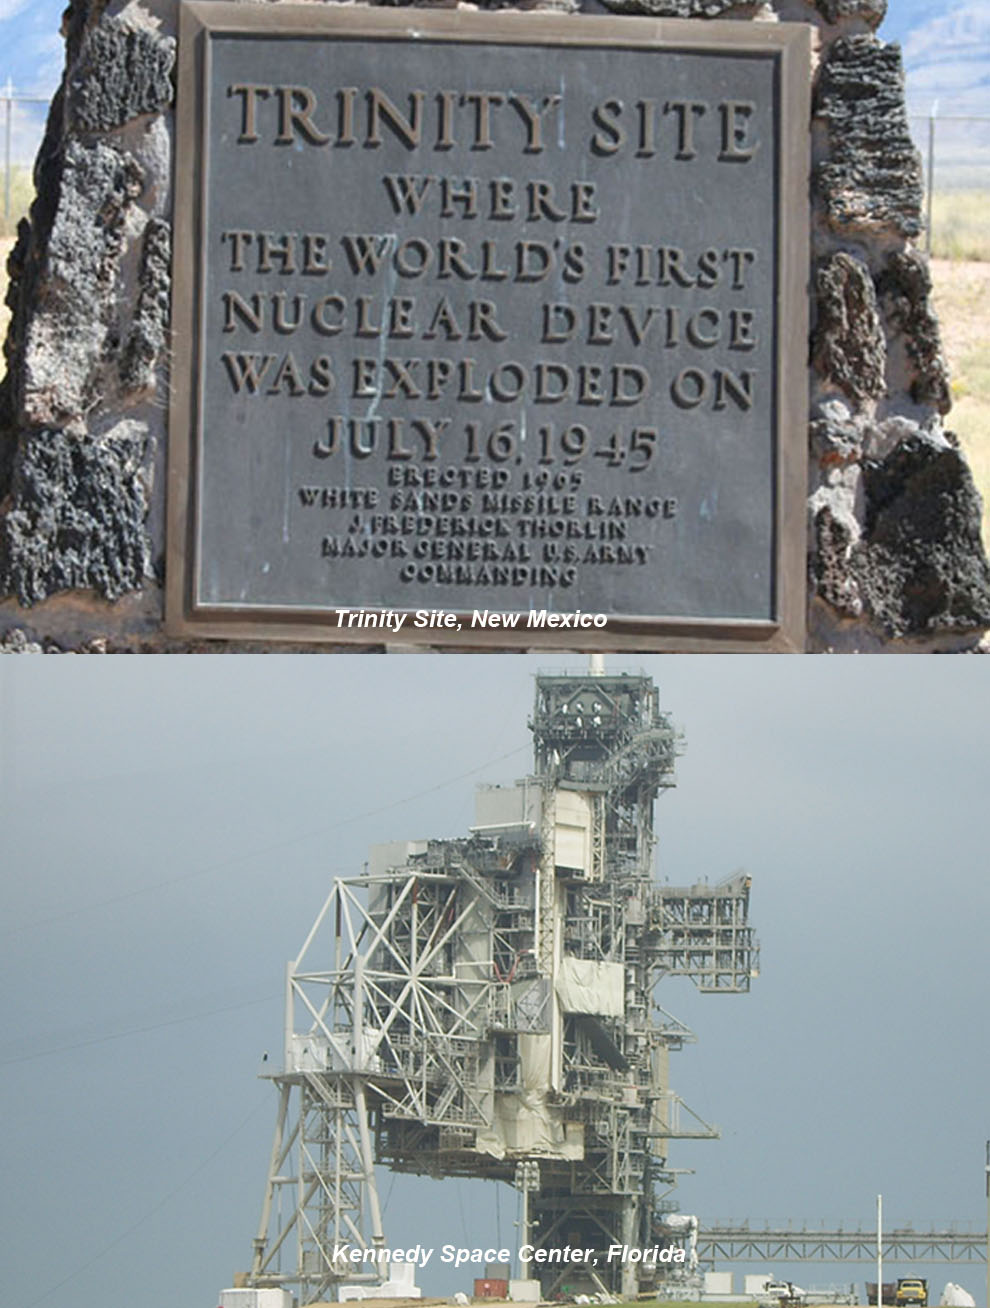 TRINITY SITE
WHERE
THE WORLD'S FIRST
NUCLEAR DEVICE
WAS EXPLODED ON
JULY 16, 1945
ERECTED 1965
WHITE SANDS MISSILE RANGE
J. FREDERICK THORLIN
MAJOR GENERAL U.S. ARMY
COMMANDING
Trinity Site, New Mexico
Kennedy Space Center, Florida